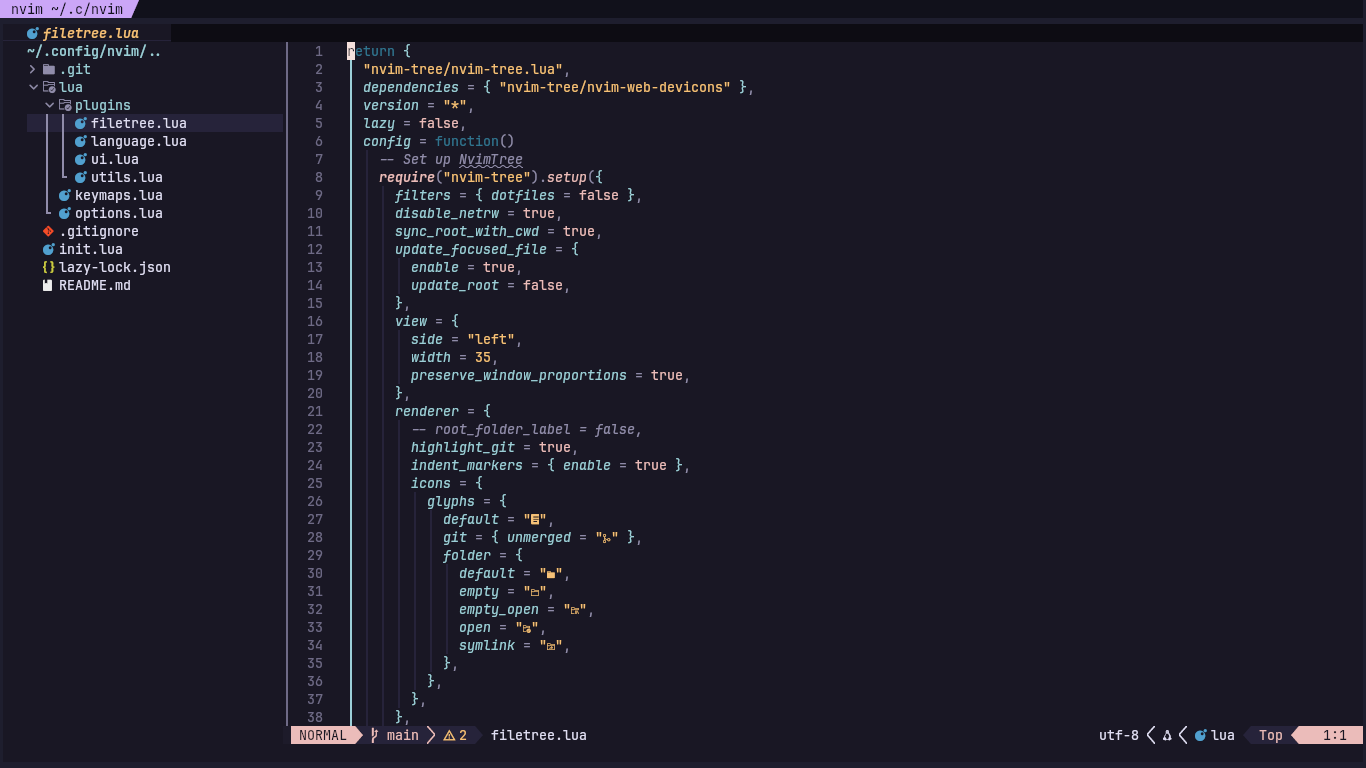 nvim ~/.c/nvim
filetree.lua
~/.config/nvim/..
.git
lua
plugins
filetree.lua
language.lua
ui.lua
utils.lua
keymaps.lua
options.lua
.gitignore
init.lua
{} lazy-lock.json
README.md
1 return {
2 "nvim-tree/nvim-tree.lua",
3 dependencies = { "nvim-tree/nvim-web-devicons" },
4 version = "*",
5 lazy = false,
6 config = function()
7 -- Set up NvimTree
8 require("nvim-tree").setup({
9 filters = { dotfiles = false },
10 disable_netrw = true,
11 sync_root_with_cwd = true,
12 update_focused_file = {
13 enable = true,
14 update_root = false,
15 },
16 view = {
17 side = "left",
18 width = 35,
19 preserve_window_proportions = true,
20 },
21 renderer = {
22 -- root_folder_label = false,
23 highlight_git = true,
24 indent_markers = { enable = true },
25 icons = {
26 glyphs = {
27 default = "",
28 git = { unmerged = "" },
29 folder = {
30 default = "",
31 empty = "",
32 empty_open = "",
33 open = "",
34 symlink = "",
35 },
36 },
37 },
38 },
NORMAL main 2 filetree.lua utf-8 lua Top 1:1